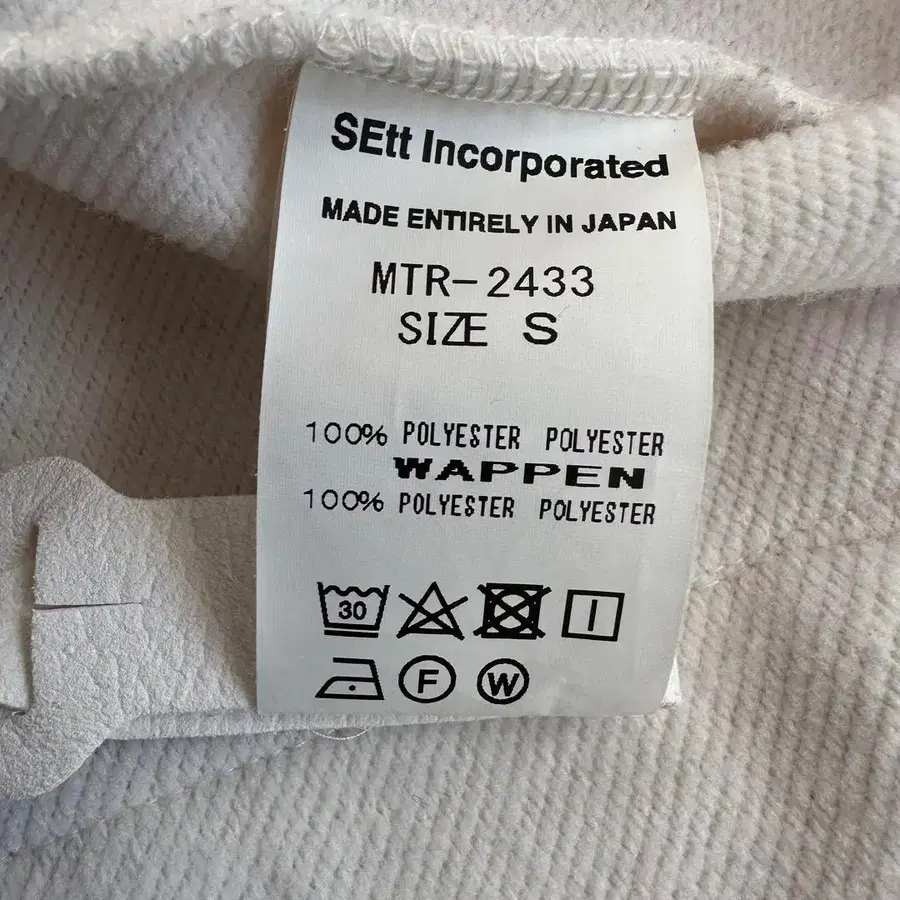 SEtt Incorporated
MADE ENTIRELY IN JAPAN
MTR-2433
SIZE S
100% POLYESTER POLYESTER
WAPPEN
100% POLYESTER POLYESTER
30
F W